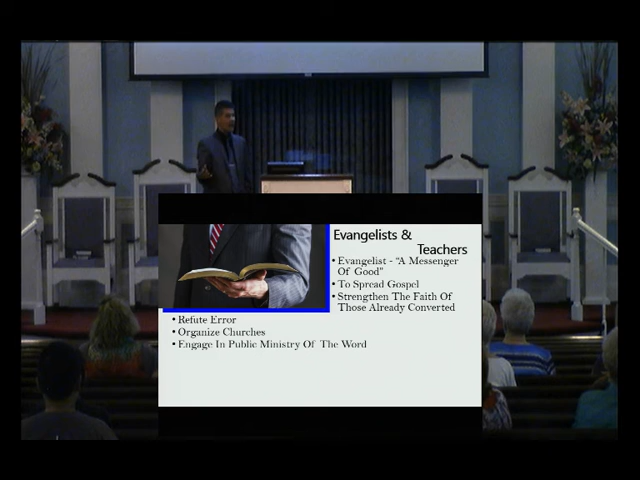 Evangelists &
Teachers
• Evangelist - "A Messenger
Of Good"
• To Spread Gospel
• Strengthen The Faith Of
Those Already Converted
• Refute Error
• Organize Churches
• Engage In Public Ministry Of The Word